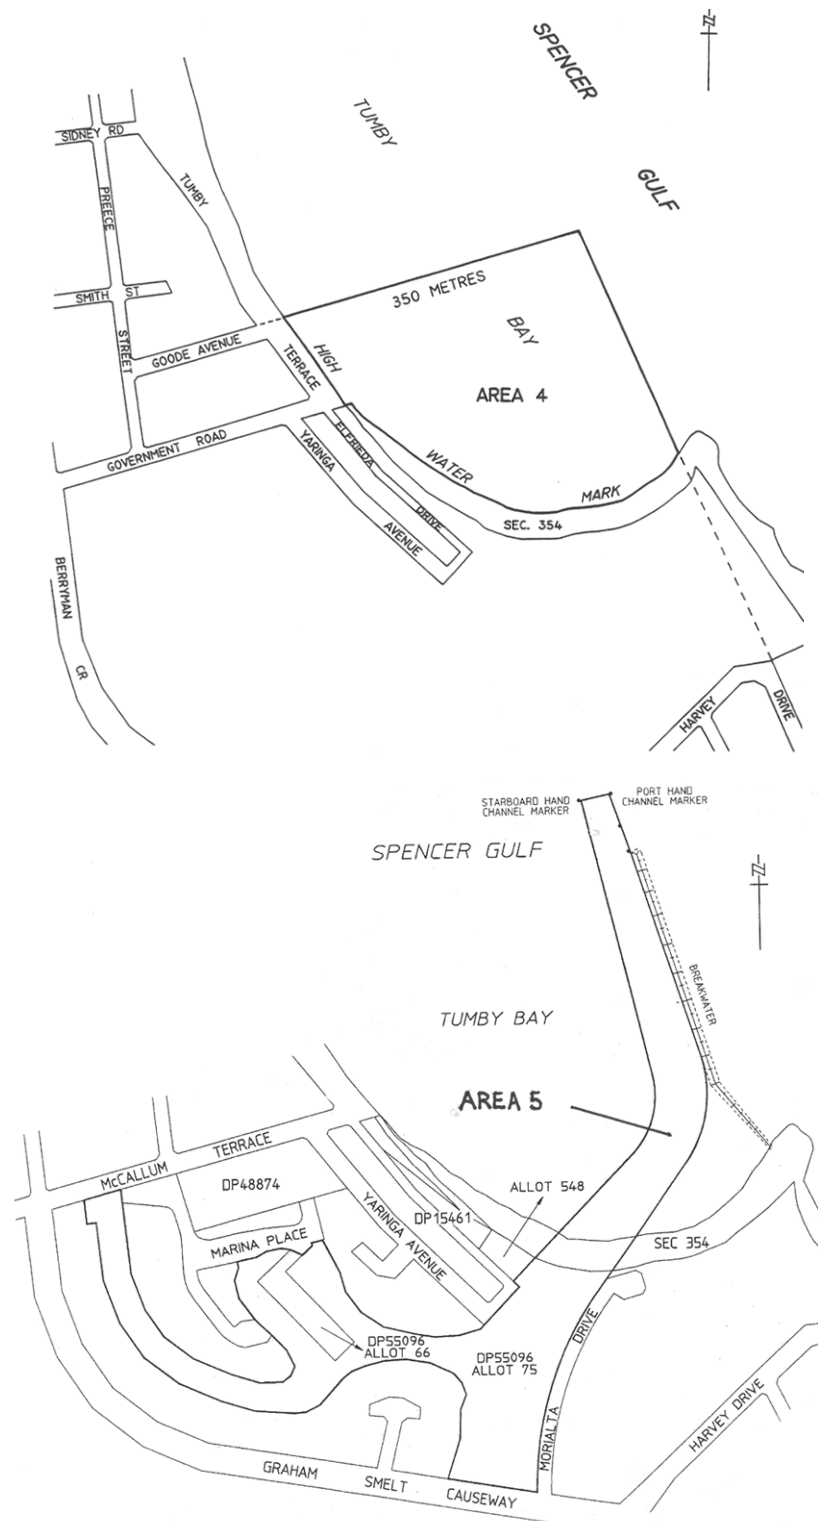 SPENCER
GULF
TUMBY
BAY
N
SIDNEY RD
PREECE
STREET
TUMBY
TERRACE
SMITH ST
GOODE AVENUE
350 METRES
HIGH
WATER
MARK
AREA 4
GOVERNMENT ROAD
ELFRIEDA
DRIVE
YARINGA
AVENUE
SEC. 354
BERRYMAN
CR
HARVEY
DRIVE
STARBOARD HAND
CHANNEL MARKER
PORT HAND
CHANNEL MARKER
SPENCER GULF
N
BREAKWATER
TUMBY BAY
AREA 5
McCALLUM TERRACE
DP48874
ALLOT 548
DP15461
YARINGA AVENUE
MARINA PLACE
SEC 354
DP55096
ALLOT 66
DP55096
ALLOT 75
MORIALTA DRIVE
HARVEY DRIVE
GRAHAM SMELT CAUSEWAY